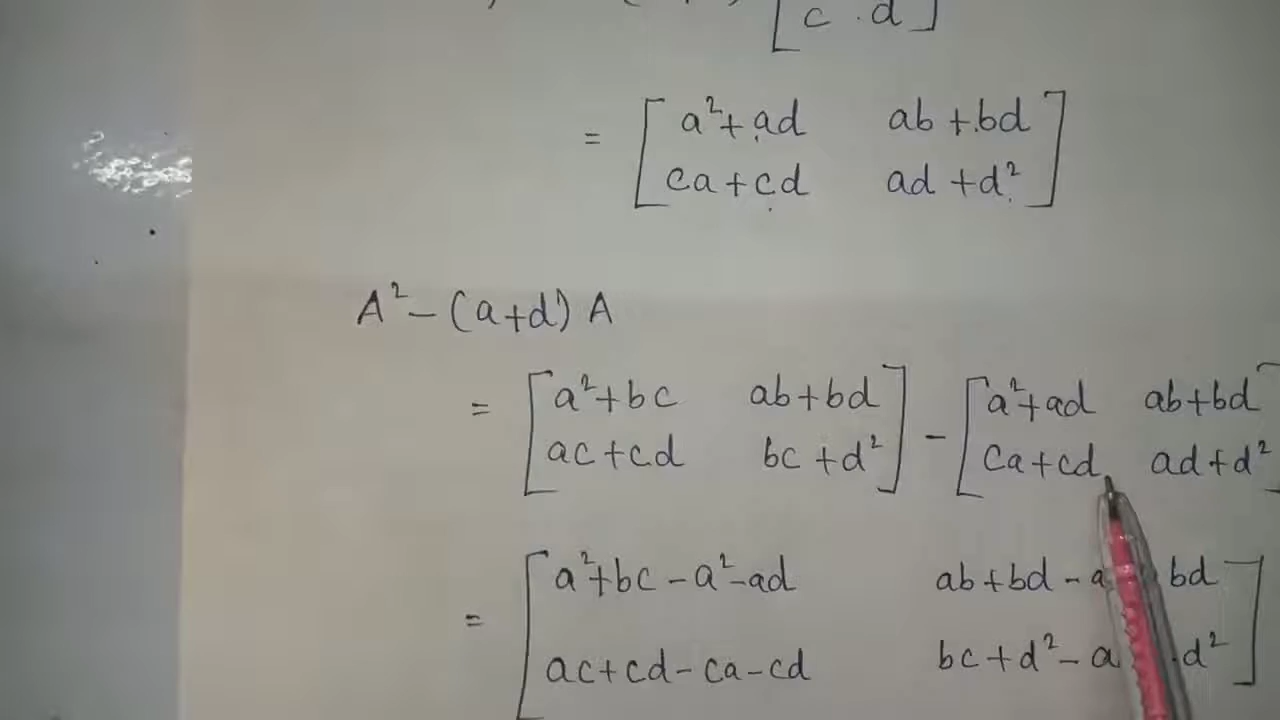 c . d
= [ a²+ad ab+bd
ca+cd ad+d² ]
A² - (a+d) A
= [ a²+bc ab+bd
ac+cd bc+d² ] - [ a²+ad ab+bd
ca+cd ad+d² ]
= [ a²+bc-a²-ad ab+bd-a bd
ac+cd-ca-cd bc+d²-a d² ]